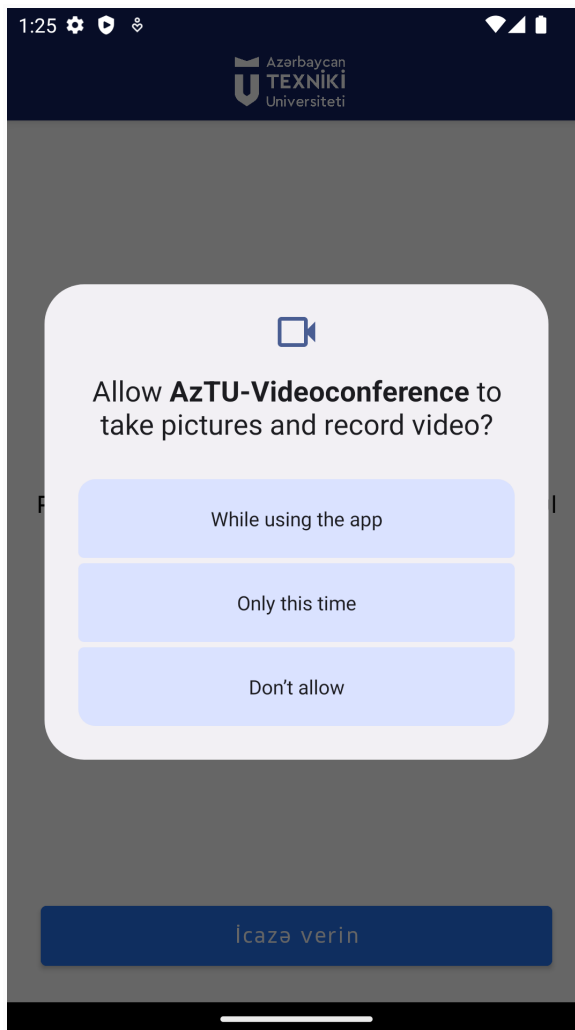 1:25
Azərbaycan
TEXNİKİ
Universiteti
Allow AzTU-Videoconference to
take pictures and record video?
While using the app
Only this time
Don’t allow
İcazə verin